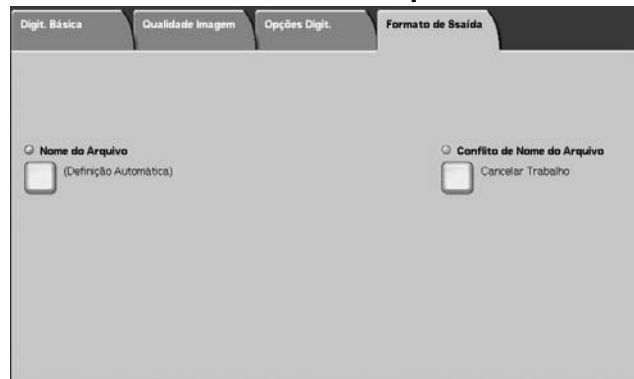 Digit. Básica
Qualidade Imagem
Opções Digit.
Formato de Ssaída
Nome do Arquivo
(Definição Automática)
Conflito de Nome do Arquivo
Cancelar Trabalho